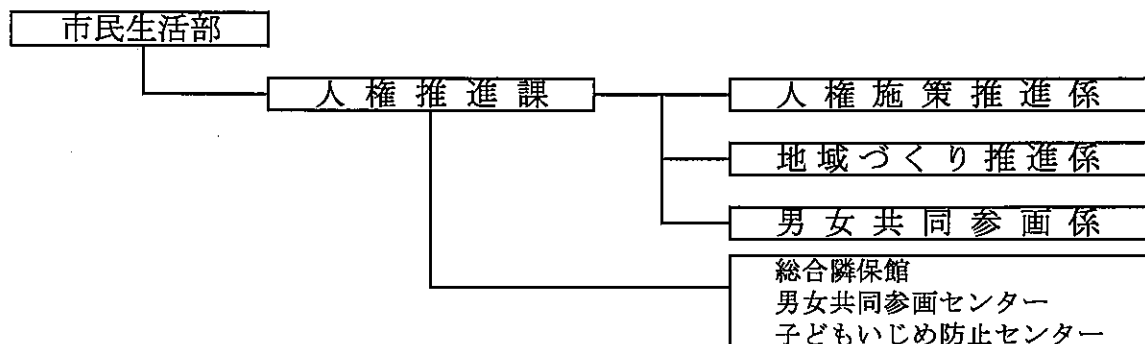 市民生活部
人権推進課
人権施策推進係
地域づくり推進係
男女共同参画係
総合隣保館
男女共同参画センター
子どもいじめ防止センター